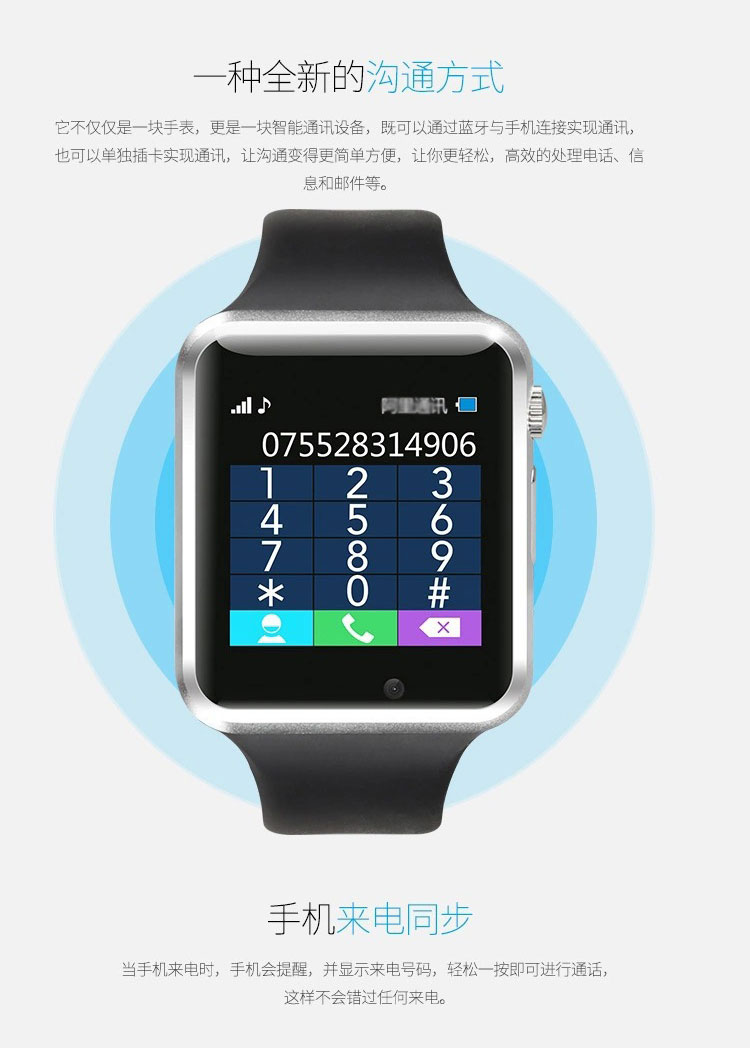 一种全新的沟通方式
它不仅仅是一块手表，更是一块智能通讯设备，既可以通过蓝牙与手机连接实现通讯，
也可以单独插卡实现通讯，让沟通变得更简单方便，让你更轻松，高效的处理电话、信
息和邮件等。
075528314906
1 2 3
4 5 6
7 8 9
* 0 #
手机来电同步
当手机来电时，手机会提醒，并显示来电号码，轻松一按即可进行通话，
这样不会错过任何来电。